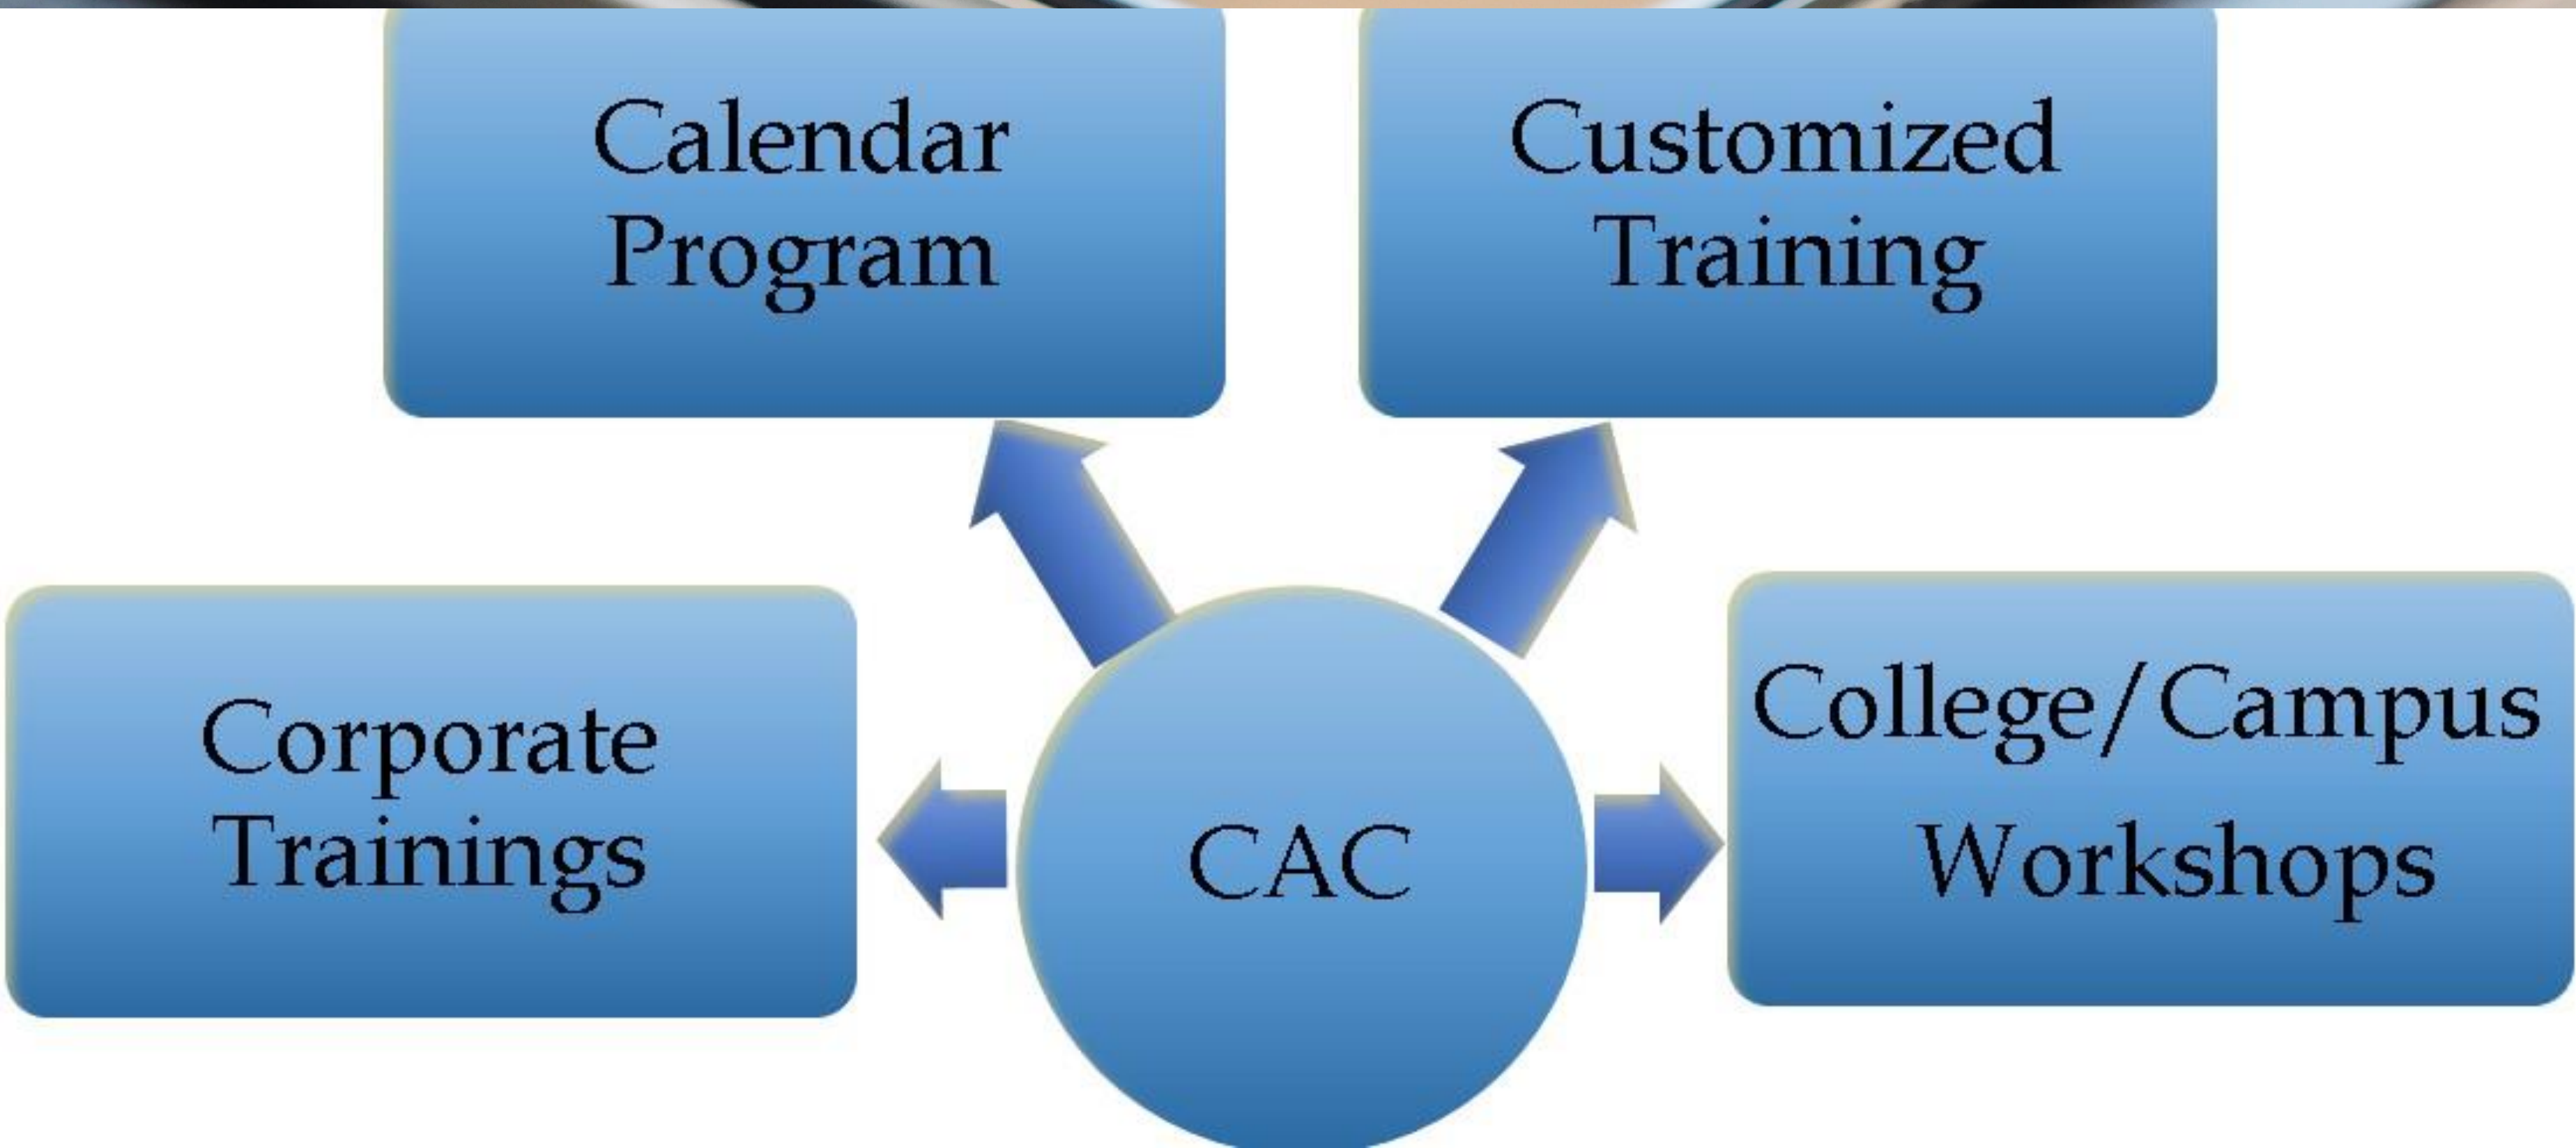 Calendar
Program
Customized
Training
Corporate
Trainings
CAC
College/Campus
Workshops